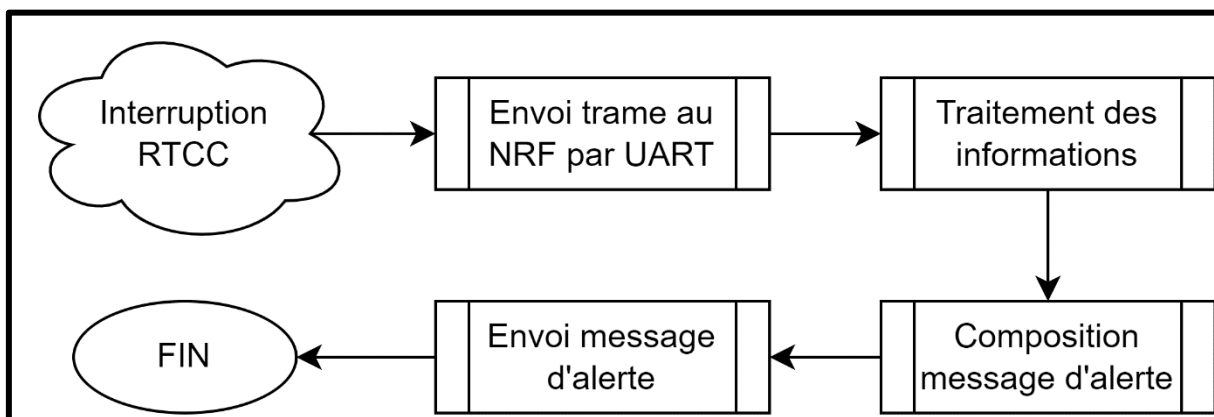 Interruption
RTCC
Envoi trame au
NRF par UART
Traitement des
informations
Composition
message d'alerte
Envoi message
d'alerte
FIN